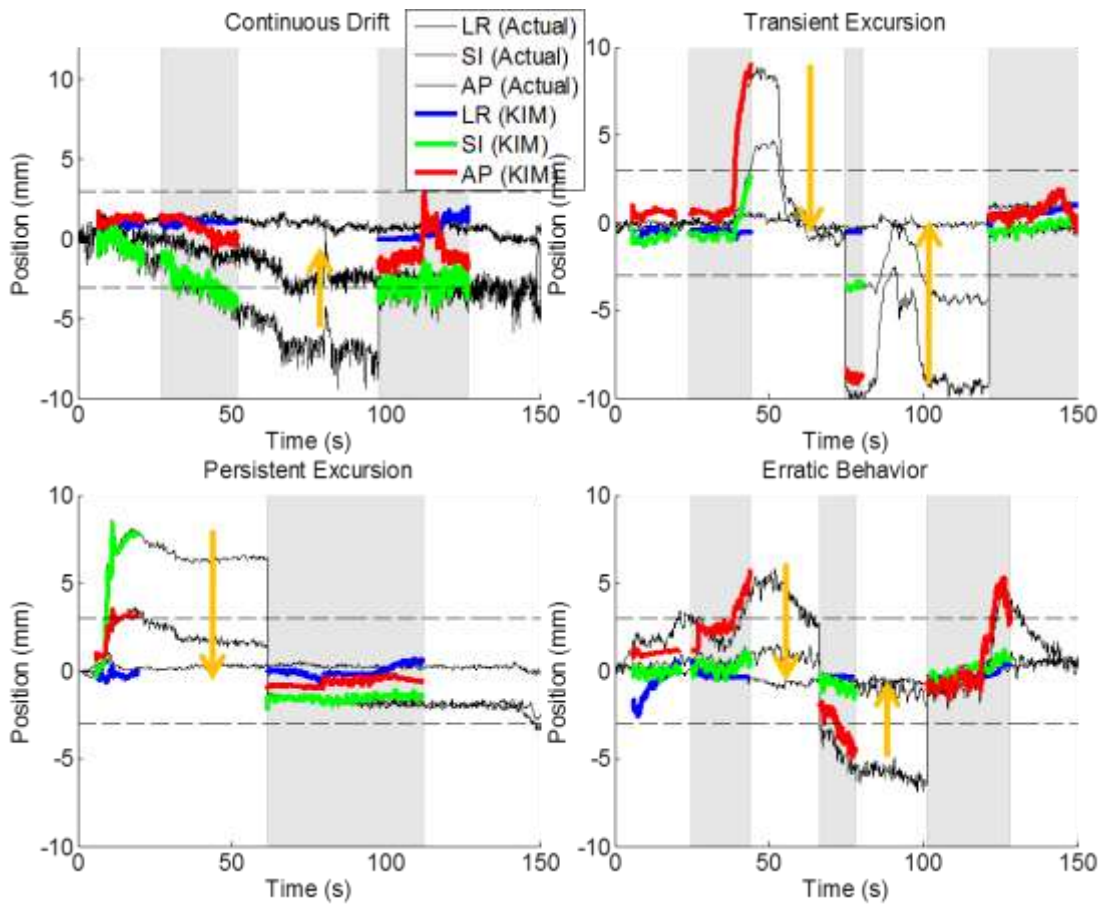 Continuous Drift
LR (Actual)
SI (Actual)
AP (Actual)
LR (KIM)
SI (KIM)
AP (KIM)
10
5
0
-5
-10
Position (mm)
0
50
100
150
Time (s)
Transient Excursion
10
5
0
-5
-10
Position (mm)
0
50
100
150
Time (s)
Persistent Excursion
10
5
0
-5
-10
Position (mm)
0
50
100
150
Time (s)
Erratic Behavior
10
5
0
-5
-10
Position (mm)
0
50
100
150
Time (s)